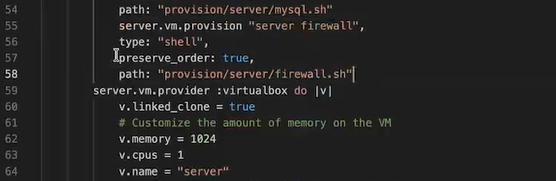 54 path: "provision/server/mysql.sh"
55 server.vm.provision "server firewall",
56 type: "shell",
57 preserve_order: true,
58 path: "provision/server/firewall.sh"
59 server.vm.provider :virtualbox do |v|
60 v.linked_clone = true
61 # Customize the amount of memory on the VM
62 v.memory = 1024
63 v.cpus = 1
64 v.name = "server"